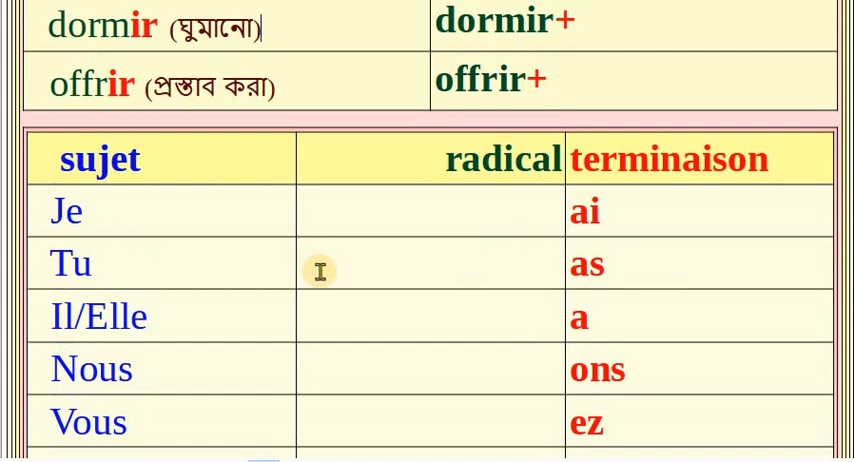 dormir (ঘুমানো) dormir+
offrir (প্রস্তাব করা) offrir+
sujet radical terminaison
Je ai
Tu as
Il/Elle a
Nous ons
Vous ez